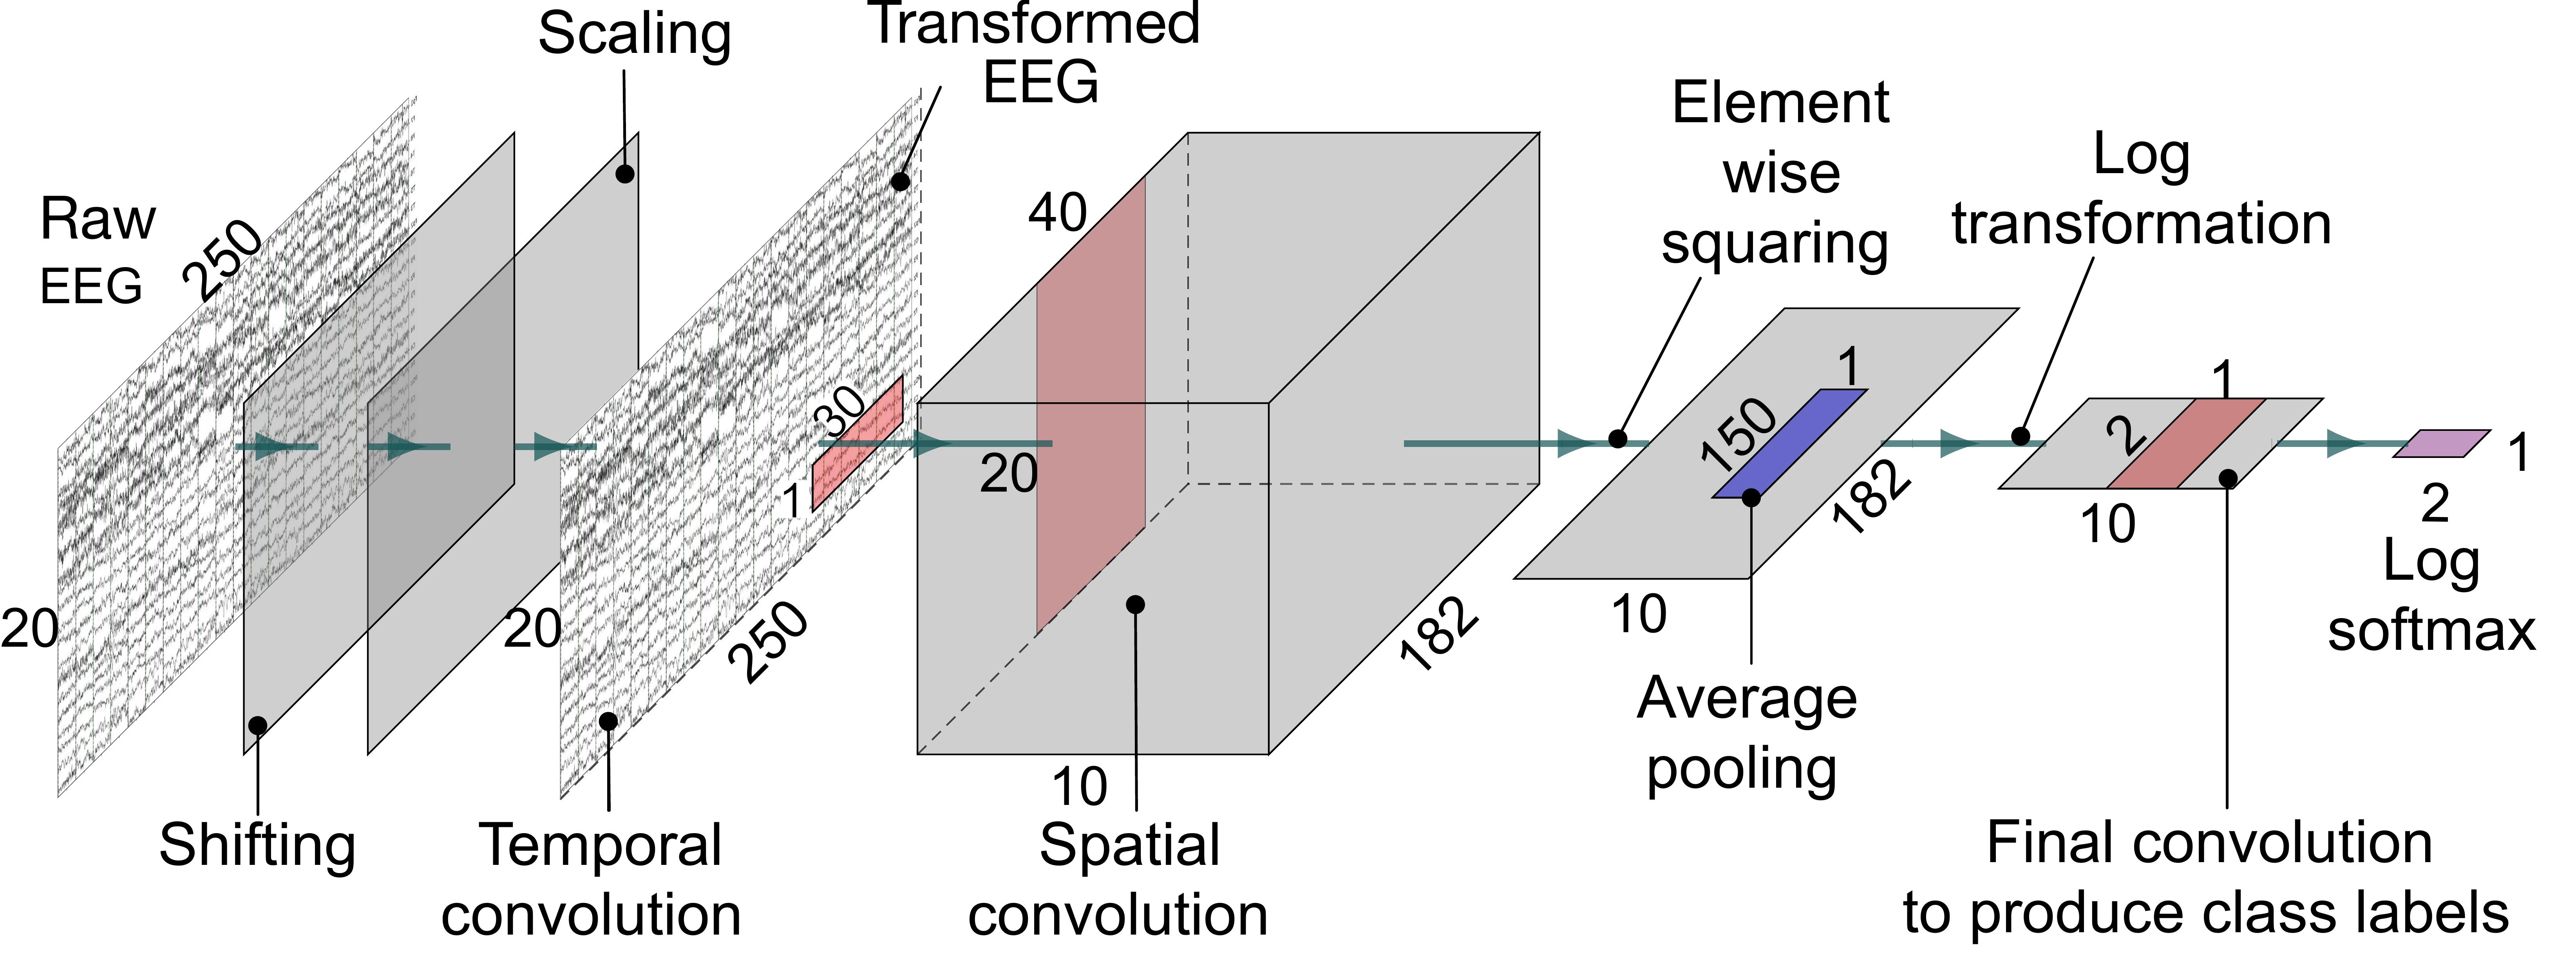 Scaling
Transformed
EEG
Raw
EEG
250
20
Shifting
20
250
Temporal
convolution
30
1
40
20
10
182
Spatial
convolution
Element
wise
squaring
150
1
10
182
Average
pooling
Log
transformation
1
2
10
Final convolution
to produce class labels
1
2
Log
softmax